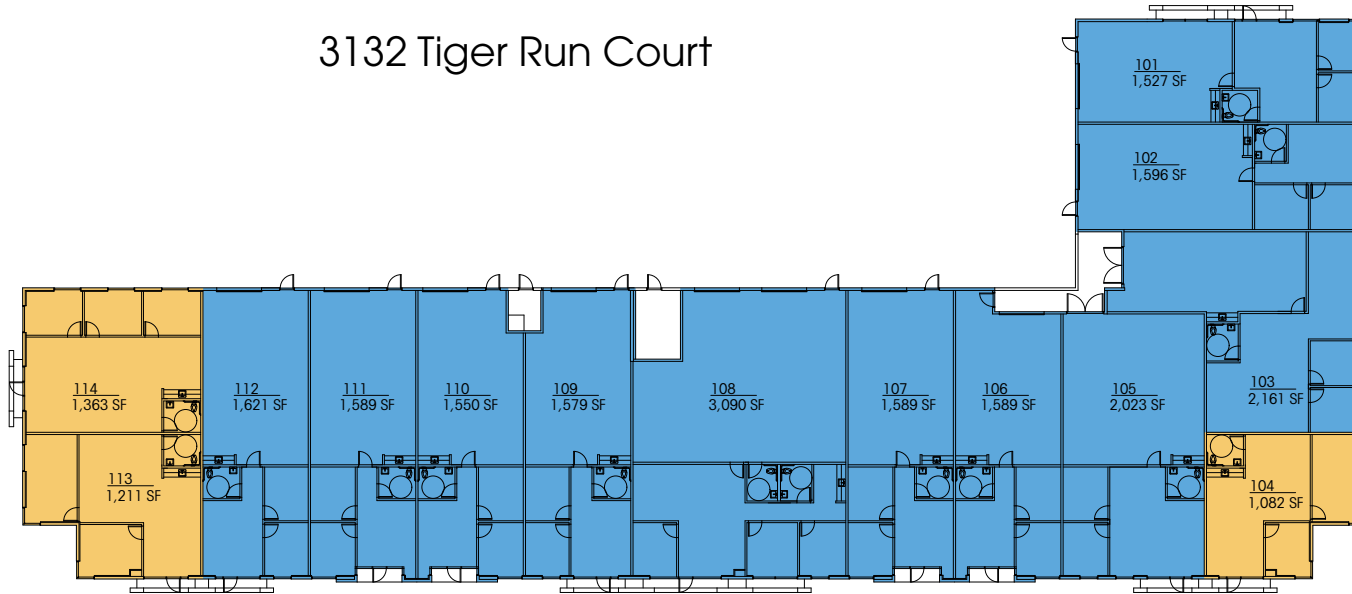 3132 Tiger Run Court
101
1,527 SF
102
1,596 SF
114
1,363 SF
112
1,621 SF
111
1,589 SF
110
1,550 SF
109
1,579 SF
108
3,090 SF
107
1,589 SF
106
1,589 SF
105
2,023 SF
103
2,161 SF
113
1,211 SF
104
1,082 SF